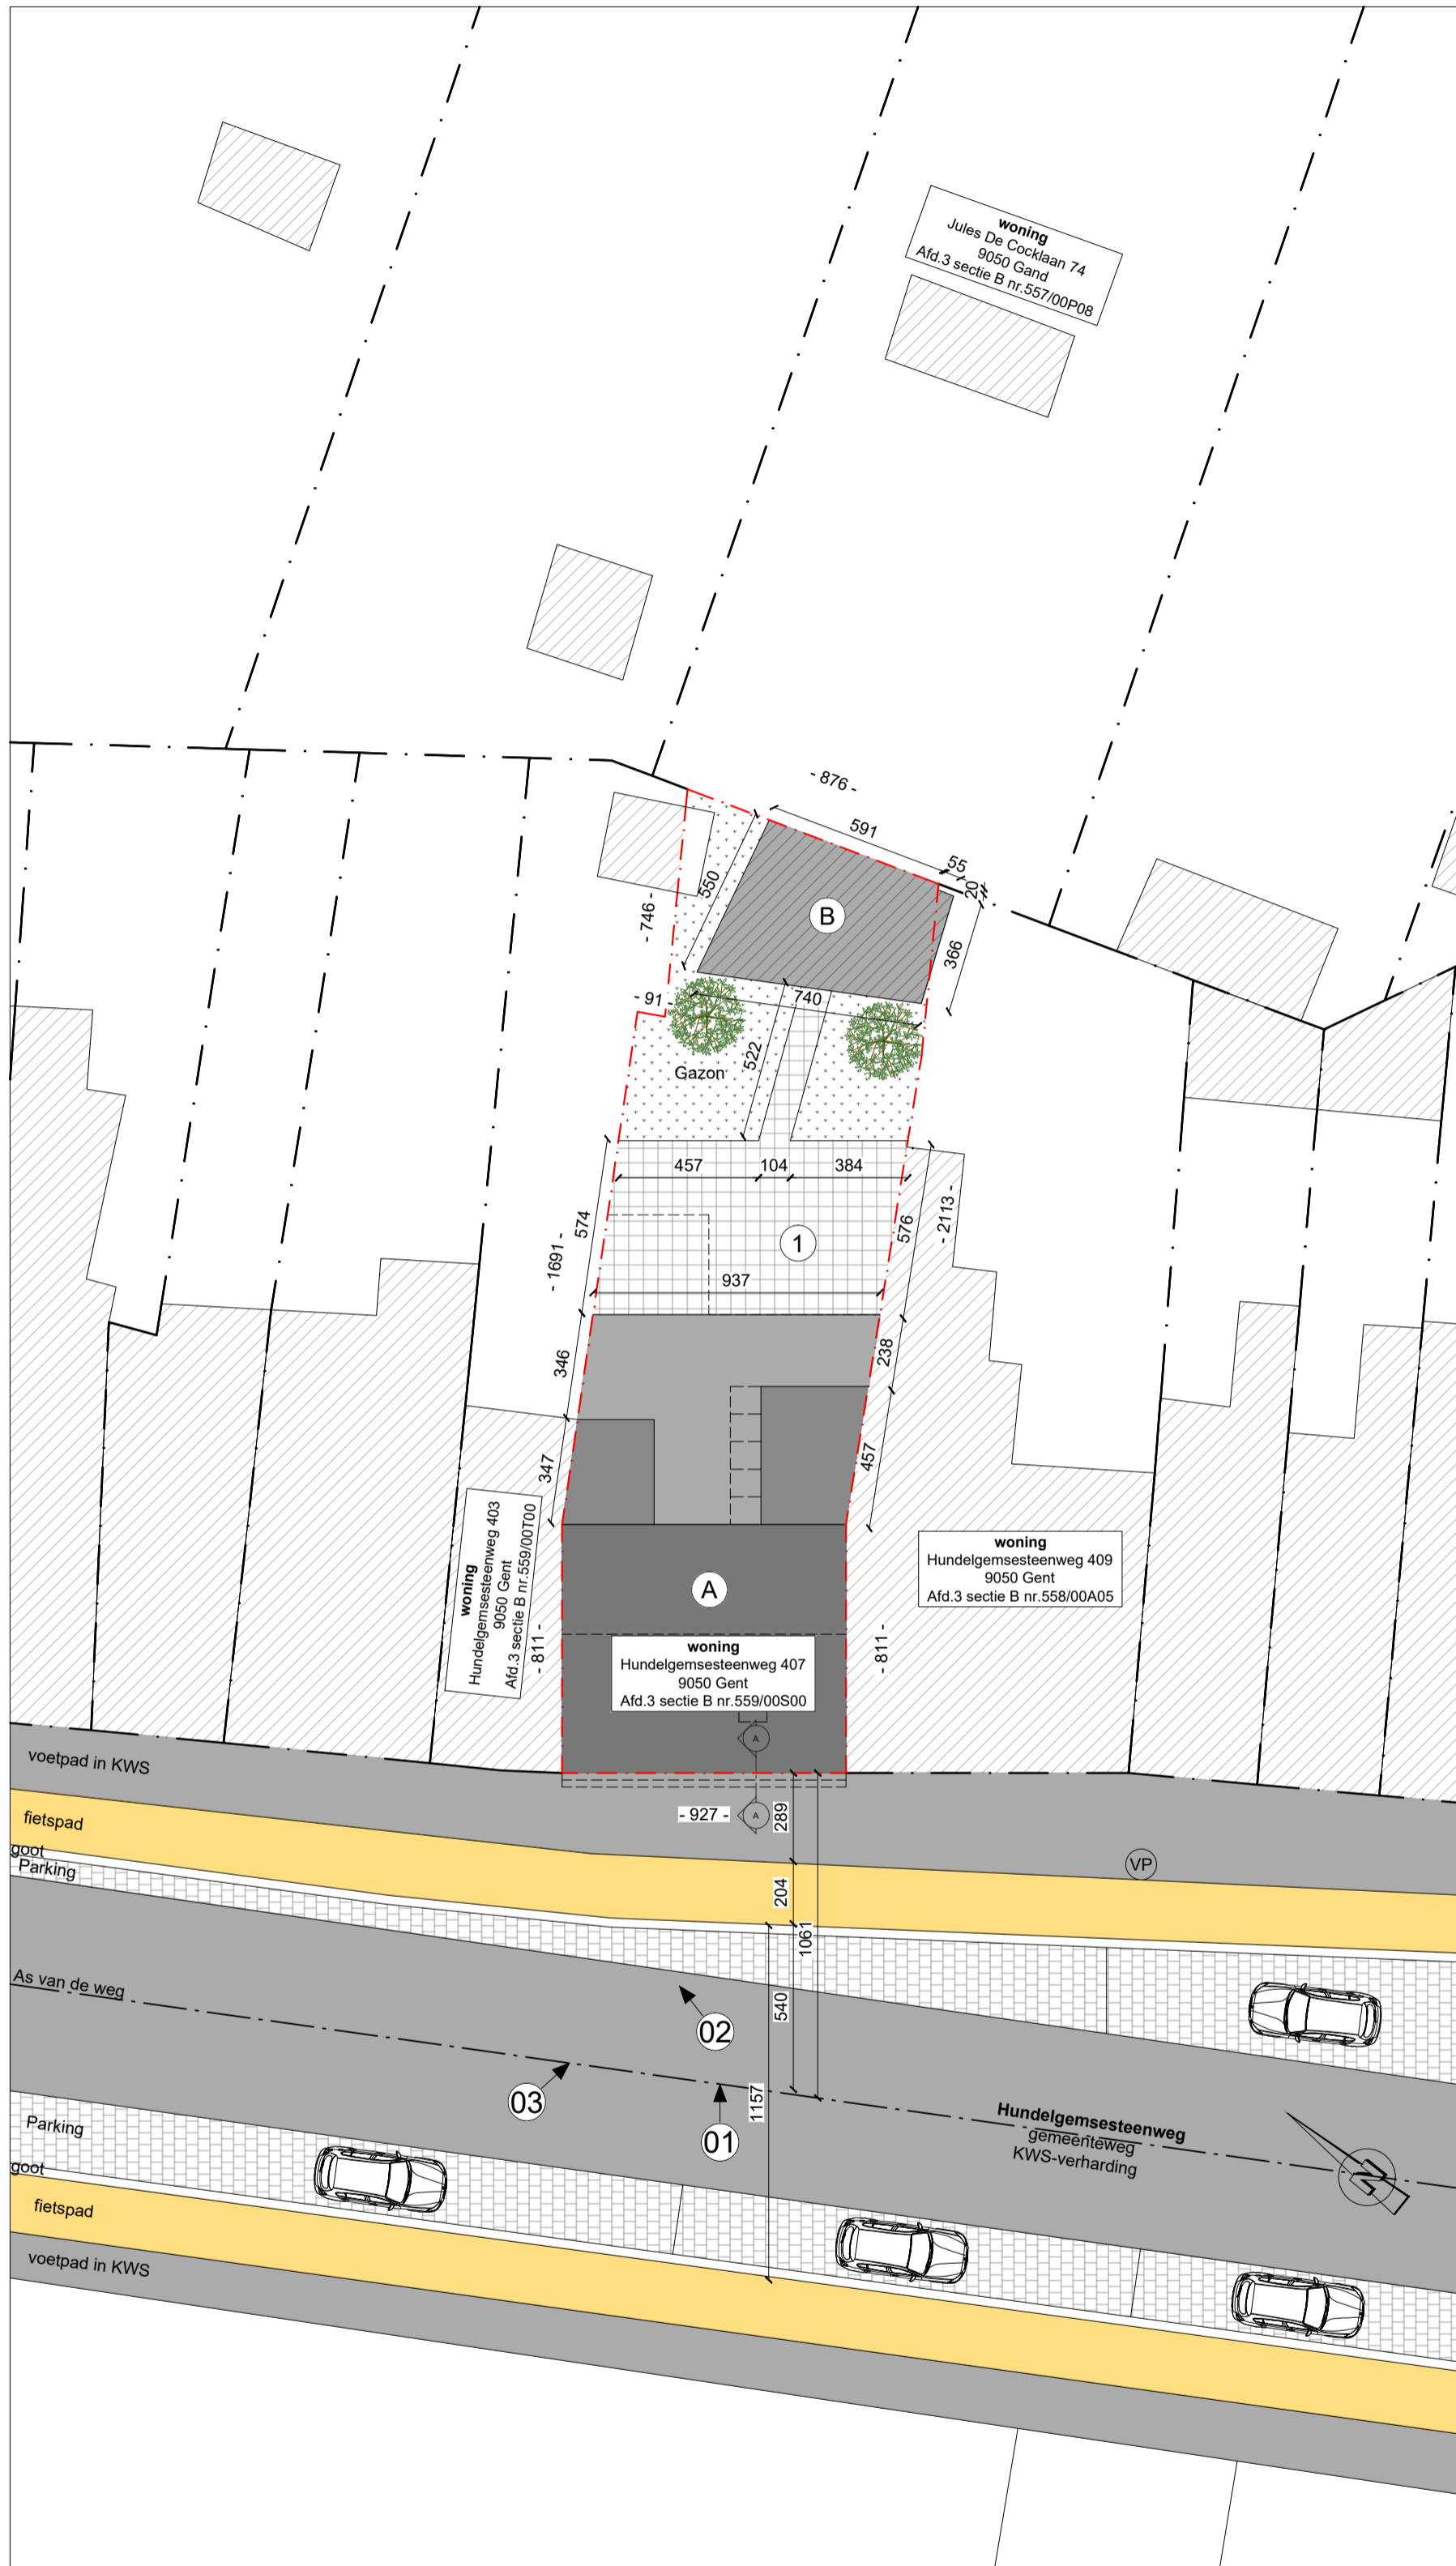 woning
Jules De Cocklaan 74
9050 Gand
Afd.3 sectie B nr.557/00P08
- 876 -
591
55
20
550
B
- 746 -
366
- 91 -
740
522
Gazon
457
104
384
574
576
- 2113 -
- 1691 -
1
937
346
238
347
457
woning
Hundelgemsesteenweg 403
9050 Gent
Afd.3 sectie B nr.559/00T00
woning
Hundelgemsesteenweg 409
9050 Gent
Afd.3 sectie B nr.558/00A05
A
- 811 -
- 811 -
woning
Hundelgemsesteenweg 407
9050 Gent
Afd.3 sectie B nr.559/00S00
A
voetpad in KWS
- 927 -
A
289
fietspad
goot
Parking
VP
204
1061
As van de weg
540
02
03
01
1157
Hundelgemsesteenweg
gemeenteweg
KWS-verharding
N
Parking
goot
fietspad
voetpad in KWS